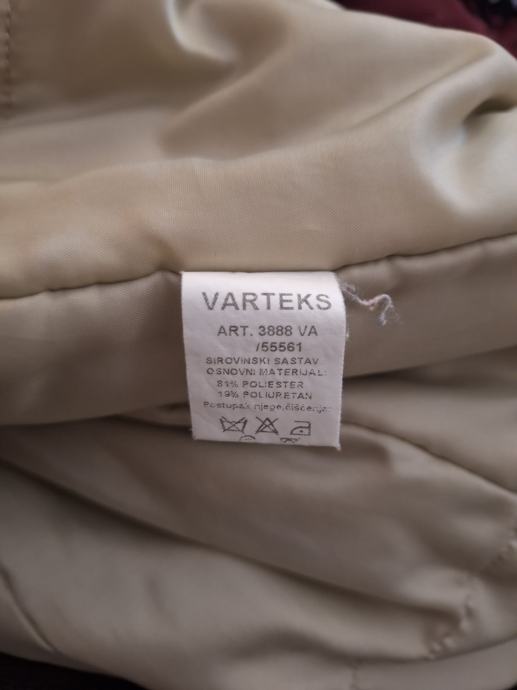 VARTEKS
ART. 3888 VA
/55561
SIROVINSKI SASTAV
OSNOVNI MATERIJAL:
81% POLIESTER
19% POLIURETAN
Postupak njege,čišćenja: